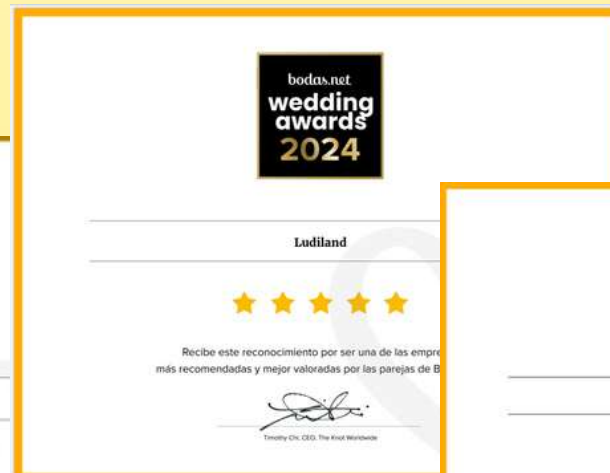 bodas.net
wedding
awards
2024
Ludiland
Recibe este reconocimiento por ser una de las empre
más recomendadas y mejor valoradas por las parejas de B
Timothy Chi, CEO, The Knot Worldwide